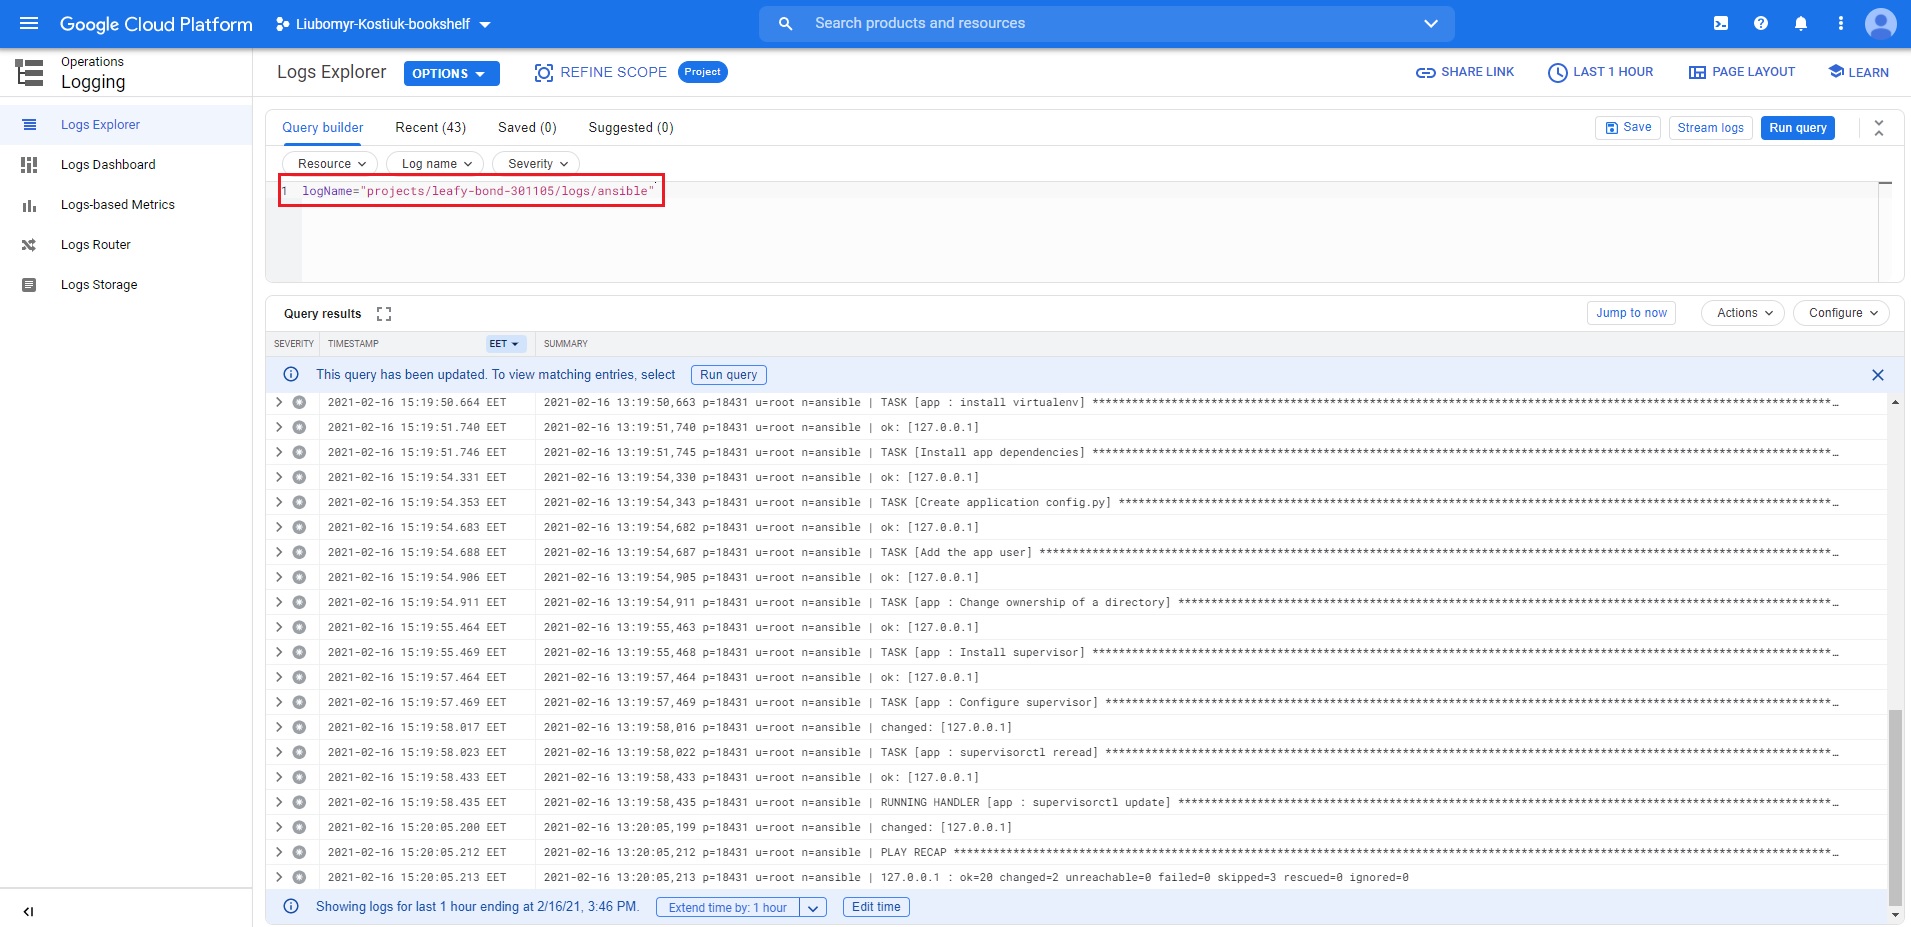 Google Cloud Platform Liubomyr-Kostiuk-bookshelf Search products and resources
Operations
Logging
Logs Explorer OPTIONS REFINE SCOPE Project SHARE LINK LAST 1 HOUR PAGE LAYOUT LEARN
Logs Explorer
Logs Dashboard
Logs-based Metrics
Logs Router
Logs Storage
Query builder Recent (43) Saved (0) Suggested (0) Save Stream logs Run query
Resource Log name Severity
1 logName="projects/leafy-bond-301105/logs/ansible"
Query results Jump to now Actions Configure
SEVERITY TIMESTAMP EET SUMMARY
This query has been updated. To view matching entries, select Run query
2021-02-16 15:19:50.664 EET 2021-02-16 13:19:50,663 p=18431 u=root n=ansible | TASK [app : install virtualenv] ****************************************************************************************************************…
2021-02-16 15:19:51.740 EET 2021-02-16 13:19:51,740 p=18431 u=root n=ansible | ok: [127.0.0.1]
2021-02-16 15:19:51.746 EET 2021-02-16 13:19:51,745 p=18431 u=root n=ansible | TASK [Install app dependencies] ****************************************************************************************************************…
2021-02-16 15:19:54.331 EET 2021-02-16 13:19:54,330 p=18431 u=root n=ansible | ok: [127.0.0.1]
2021-02-16 15:19:54.353 EET 2021-02-16 13:19:54,343 p=18431 u=root n=ansible | TASK [Create application config.py] ************************************************************************************************************…
2021-02-16 15:19:54.683 EET 2021-02-16 13:19:54,682 p=18431 u=root n=ansible | ok: [127.0.0.1]
2021-02-16 15:19:54.688 EET 2021-02-16 13:19:54,687 p=18431 u=root n=ansible | TASK [Add the app user] ************************************************************************************************************************…
2021-02-16 15:19:54.906 EET 2021-02-16 13:19:54,905 p=18431 u=root n=ansible | ok: [127.0.0.1]
2021-02-16 15:19:54.911 EET 2021-02-16 13:19:54,911 p=18431 u=root n=ansible | TASK [app : Change ownership of a directory] ***************************************************************************************************…
2021-02-16 15:19:55.464 EET 2021-02-16 13:19:55,463 p=18431 u=root n=ansible | ok: [127.0.0.1]
2021-02-16 15:19:55.469 EET 2021-02-16 13:19:55,468 p=18431 u=root n=ansible | TASK [app : Install supervisor] ****************************************************************************************************************…
2021-02-16 15:19:57.464 EET 2021-02-16 13:19:57,464 p=18431 u=root n=ansible | ok: [127.0.0.1]
2021-02-16 15:19:57.469 EET 2021-02-16 13:19:57,469 p=18431 u=root n=ansible | TASK [app : Configure supervisor] **************************************************************************************************************…
2021-02-16 15:19:58.017 EET 2021-02-16 13:19:58,016 p=18431 u=root n=ansible | changed: [127.0.0.1]
2021-02-16 15:19:58.023 EET 2021-02-16 13:19:58,022 p=18431 u=root n=ansible | TASK [app : supervisorctl reread] **************************************************************************************************************…
2021-02-16 15:19:58.433 EET 2021-02-16 13:19:58,433 p=18431 u=root n=ansible | ok: [127.0.0.1]
2021-02-16 15:19:58.435 EET 2021-02-16 13:19:58,435 p=18431 u=root n=ansible | RUNNING HANDLER [app : supervisorctl update] ***************************************************************************************************…
2021-02-16 15:20:05.200 EET 2021-02-16 13:20:05,199 p=18431 u=root n=ansible | changed: [127.0.0.1]
2021-02-16 15:20:05.212 EET 2021-02-16 13:20:05,212 p=18431 u=root n=ansible | PLAY RECAP *************************************************************************************************************************************…
2021-02-16 15:20:05.213 EET 2021-02-16 13:20:05,213 p=18431 u=root n=ansible | 127.0.0.1 : ok=20 changed=2 unreachable=0 failed=0 skipped=3 rescued=0 ignored=0
Showing logs for last 1 hour ending at 2/16/21, 3:46 PM. Extend time by: 1 hour Edit time